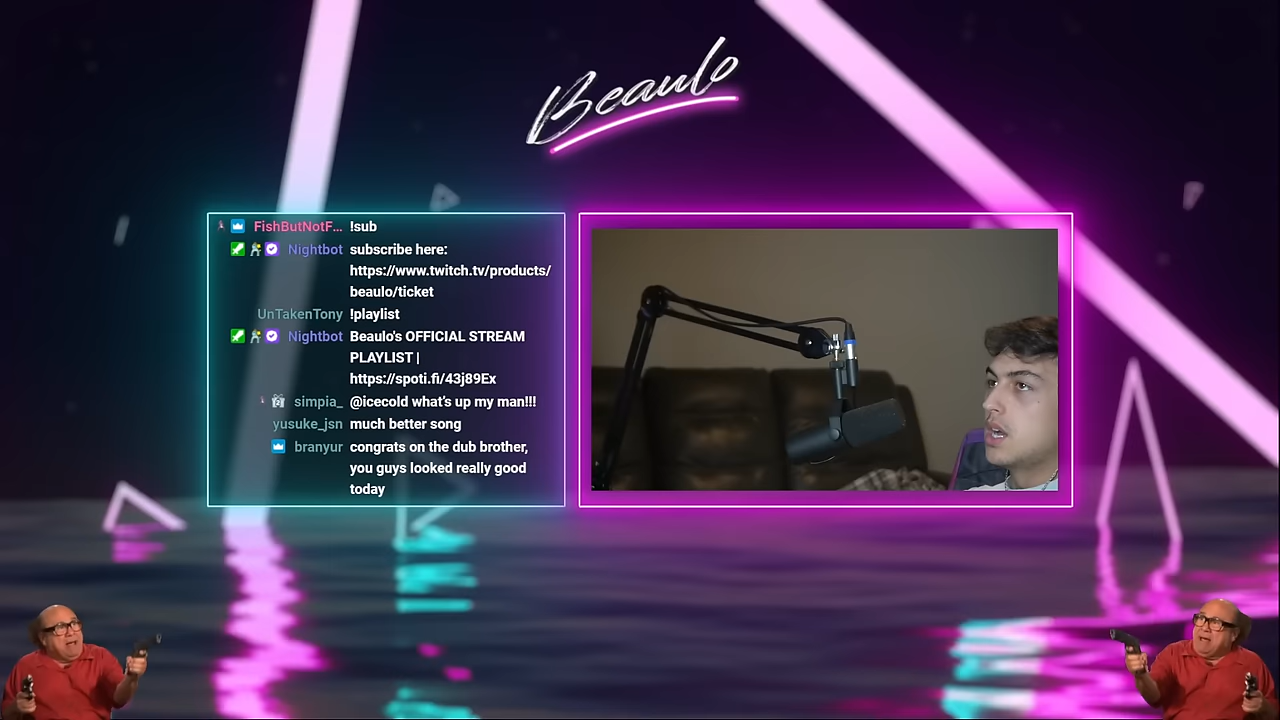 Beaulo
FishButNotF... !sub
Nightbot subscribe here:
https://www.twitch.tv/products/
beaulo/ticket
UnTakenTony !playlist
Nightbot Beaulo's OFFICIAL STREAM
PLAYLIST |
https://spoti.fi/43j89Ex
simpia_ @icecold what's up my man!!!
yusuke_jsn much better song
branyur congrats on the dub brother,
you guys looked really good
today